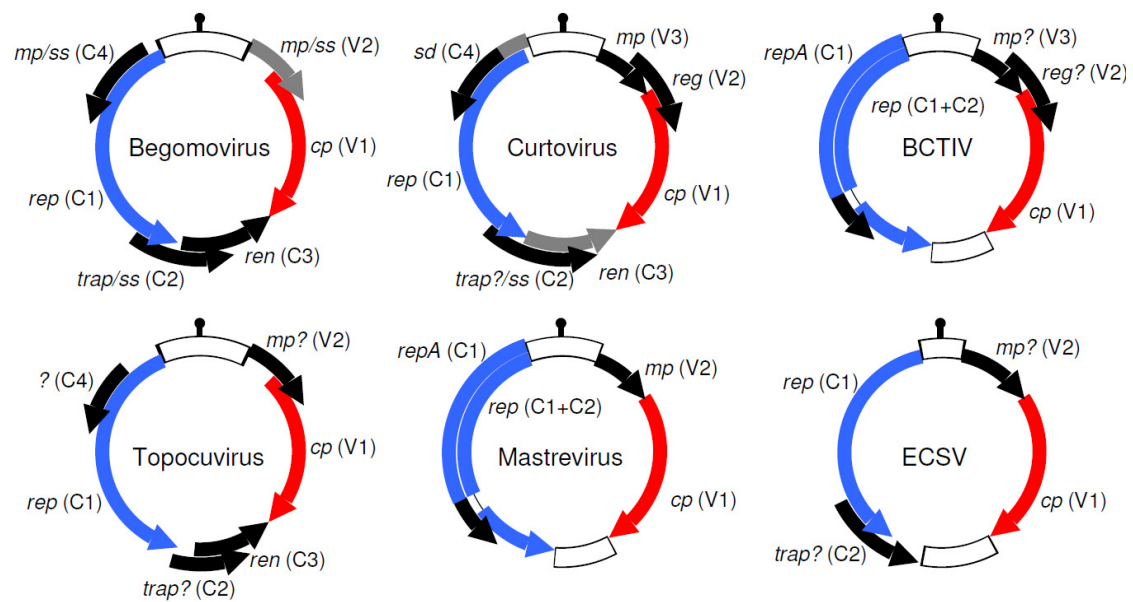 mp/ss (C4)
mp/ss (V2)
Begomovirus
cp (V1)
rep (C1)
ren (C3)
trap/ss (C2)
sd (C4)
mp (V3)
reg (V2)
Curtovirus
rep (C1)
cp (V1)
ren (C3)
trap?/ss (C2)
repA (C1)
mp? (V3)
reg? (V2)
rep (C1+C2)
BCTIV
cp (V1)
mp? (V2)
? (C4)
Topocuvirus
cp (V1)
rep (C1)
ren (C3)
trap? (C2)
repA (C1)
mp (V2)
rep (C1+C2)
Mastrevirus
cp (V1)
mp? (V2)
rep (C1)
ECSV
cp (V1)
trap? (C2)